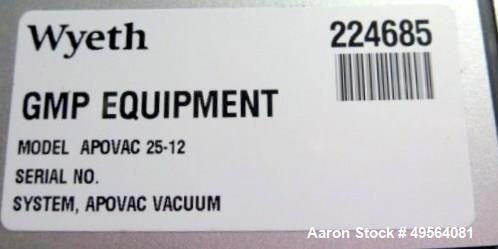 Wyeth 224685
GMP EQUIPMENT
MODEL APOVAC 25-12
SERIAL NO.
SYSTEM, APOVAC VACUUM
Aaron Stock # 49564081